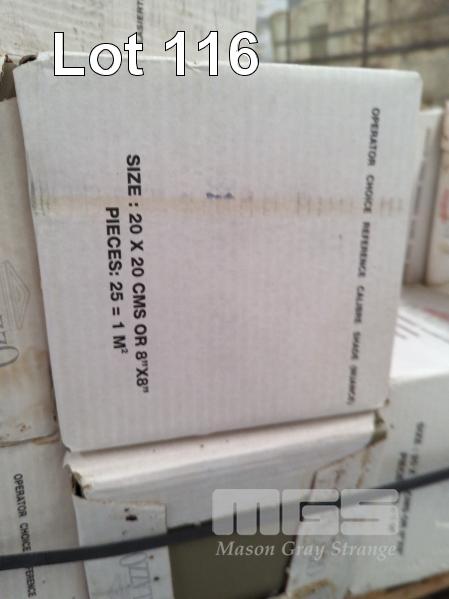 Lot 116
OPERATOR CHOICE REFERENCE CALIBRE SHADE (NUANCE)
SIZE : 20 X 20 CMS OR 8"X8"
PIECES: 25 = 1 M²
OPERATOR CHOICE REFERENCE
SIZE
MGS
Mason Gray Strange